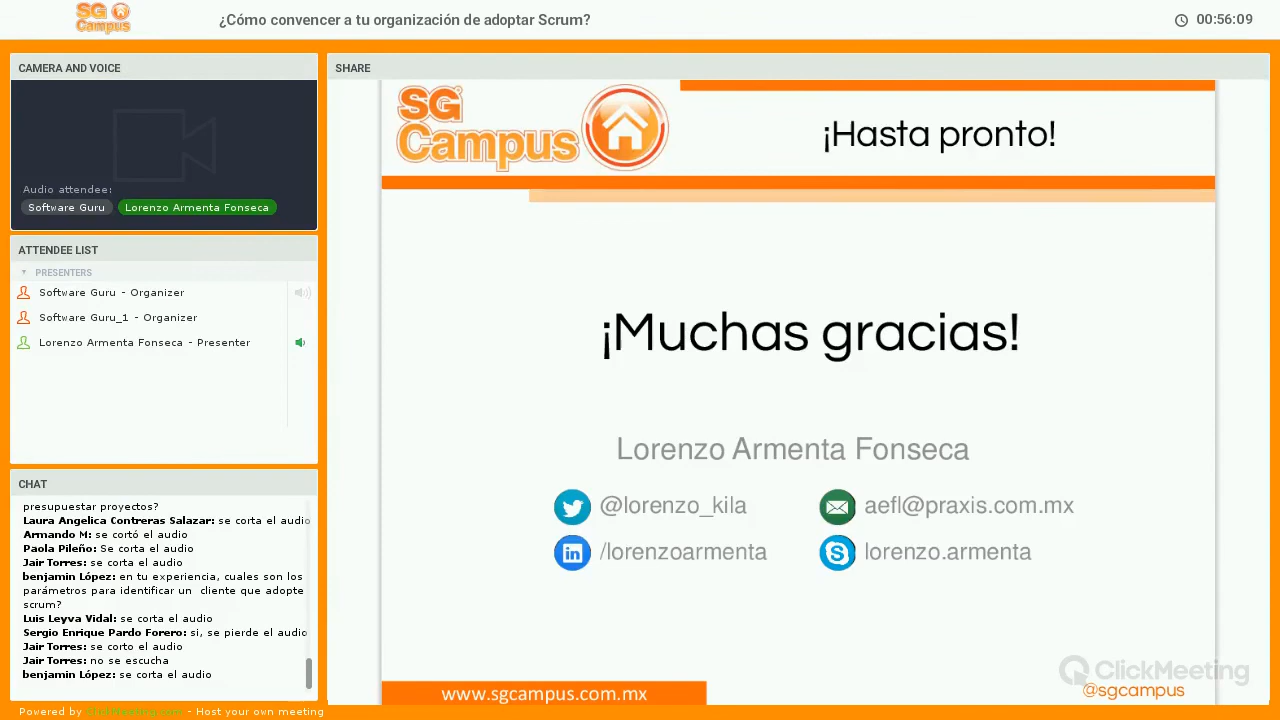 SG Campus
¿Cómo convencer a tu organización de adoptar Scrum?
00:56:09
CAMERA AND VOICE
Audio attendee:
Software Guru
Lorenzo Armenta Fonseca
ATTENDEE LIST
PRESENTERS
Software Guru - Organizer
Software Guru_1 - Organizer
Lorenzo Armenta Fonseca - Presenter
CHAT
presupuestar proyectos?
Laura Angelica Contreras Salazar: se corta el audio
Armando M: se cortó el audio
Paola Pileño: Se corta el audio
Jair Torres: se corta el audio
benjamin López: en tu experiencia, cuales son los
parámetros para identificar un cliente que adopte
scrum?
Luis Leyva Vidal: se corta el audio
Sergio Enrique Pardo Forero: si, se pierde el audio
Jair Torres: se corto el audio
Jair Torres: no se escucha
benjamin López: se corta el audio
SHARE
SG
Campus
¡Hasta pronto!
¡Muchas gracias!
Lorenzo Armenta Fonseca
@lorenzo_kila
aefl@praxis.com.mx
/lorenzoarmenta
lorenzo.armenta
ClickMeeting
@sgcampus
www.sgcampus.com.mx
Powered by ClickMeeting.com - Host your own meeting